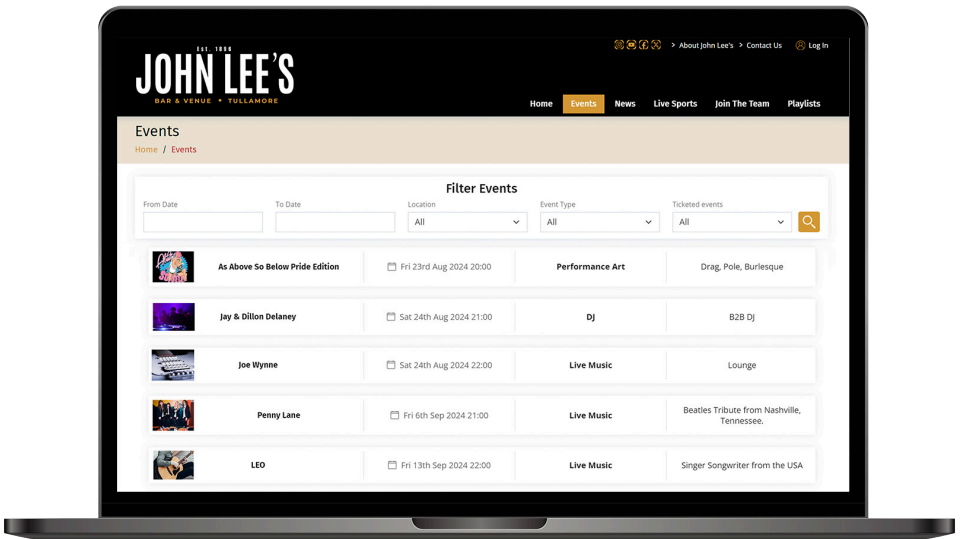 Est. 1896
JOHN LEE'S
BAR & VENUE • TULLAMORE
> About John Lee's > Contact Us Log In
Home Events News Live Sports Join The Team Playlists
Events
Home / Events
Filter Events
From Date To Date Location Event Type Ticketed events
All All All
As Above So Below Pride Edition Fri 23rd Aug 2024 20:00 Performance Art Drag, Pole, Burlesque
Jay & Dillon Delaney Sat 24th Aug 2024 21:00 DJ B2B DJ
Joe Wynne Sat 24th Aug 2024 22:00 Live Music Lounge
Penny Lane Fri 6th Sep 2024 21:00 Live Music Beatles Tribute from Nashville,
Tennessee.
LEO Fri 13th Sep 2024 22:00 Live Music Singer Songwriter from the USA